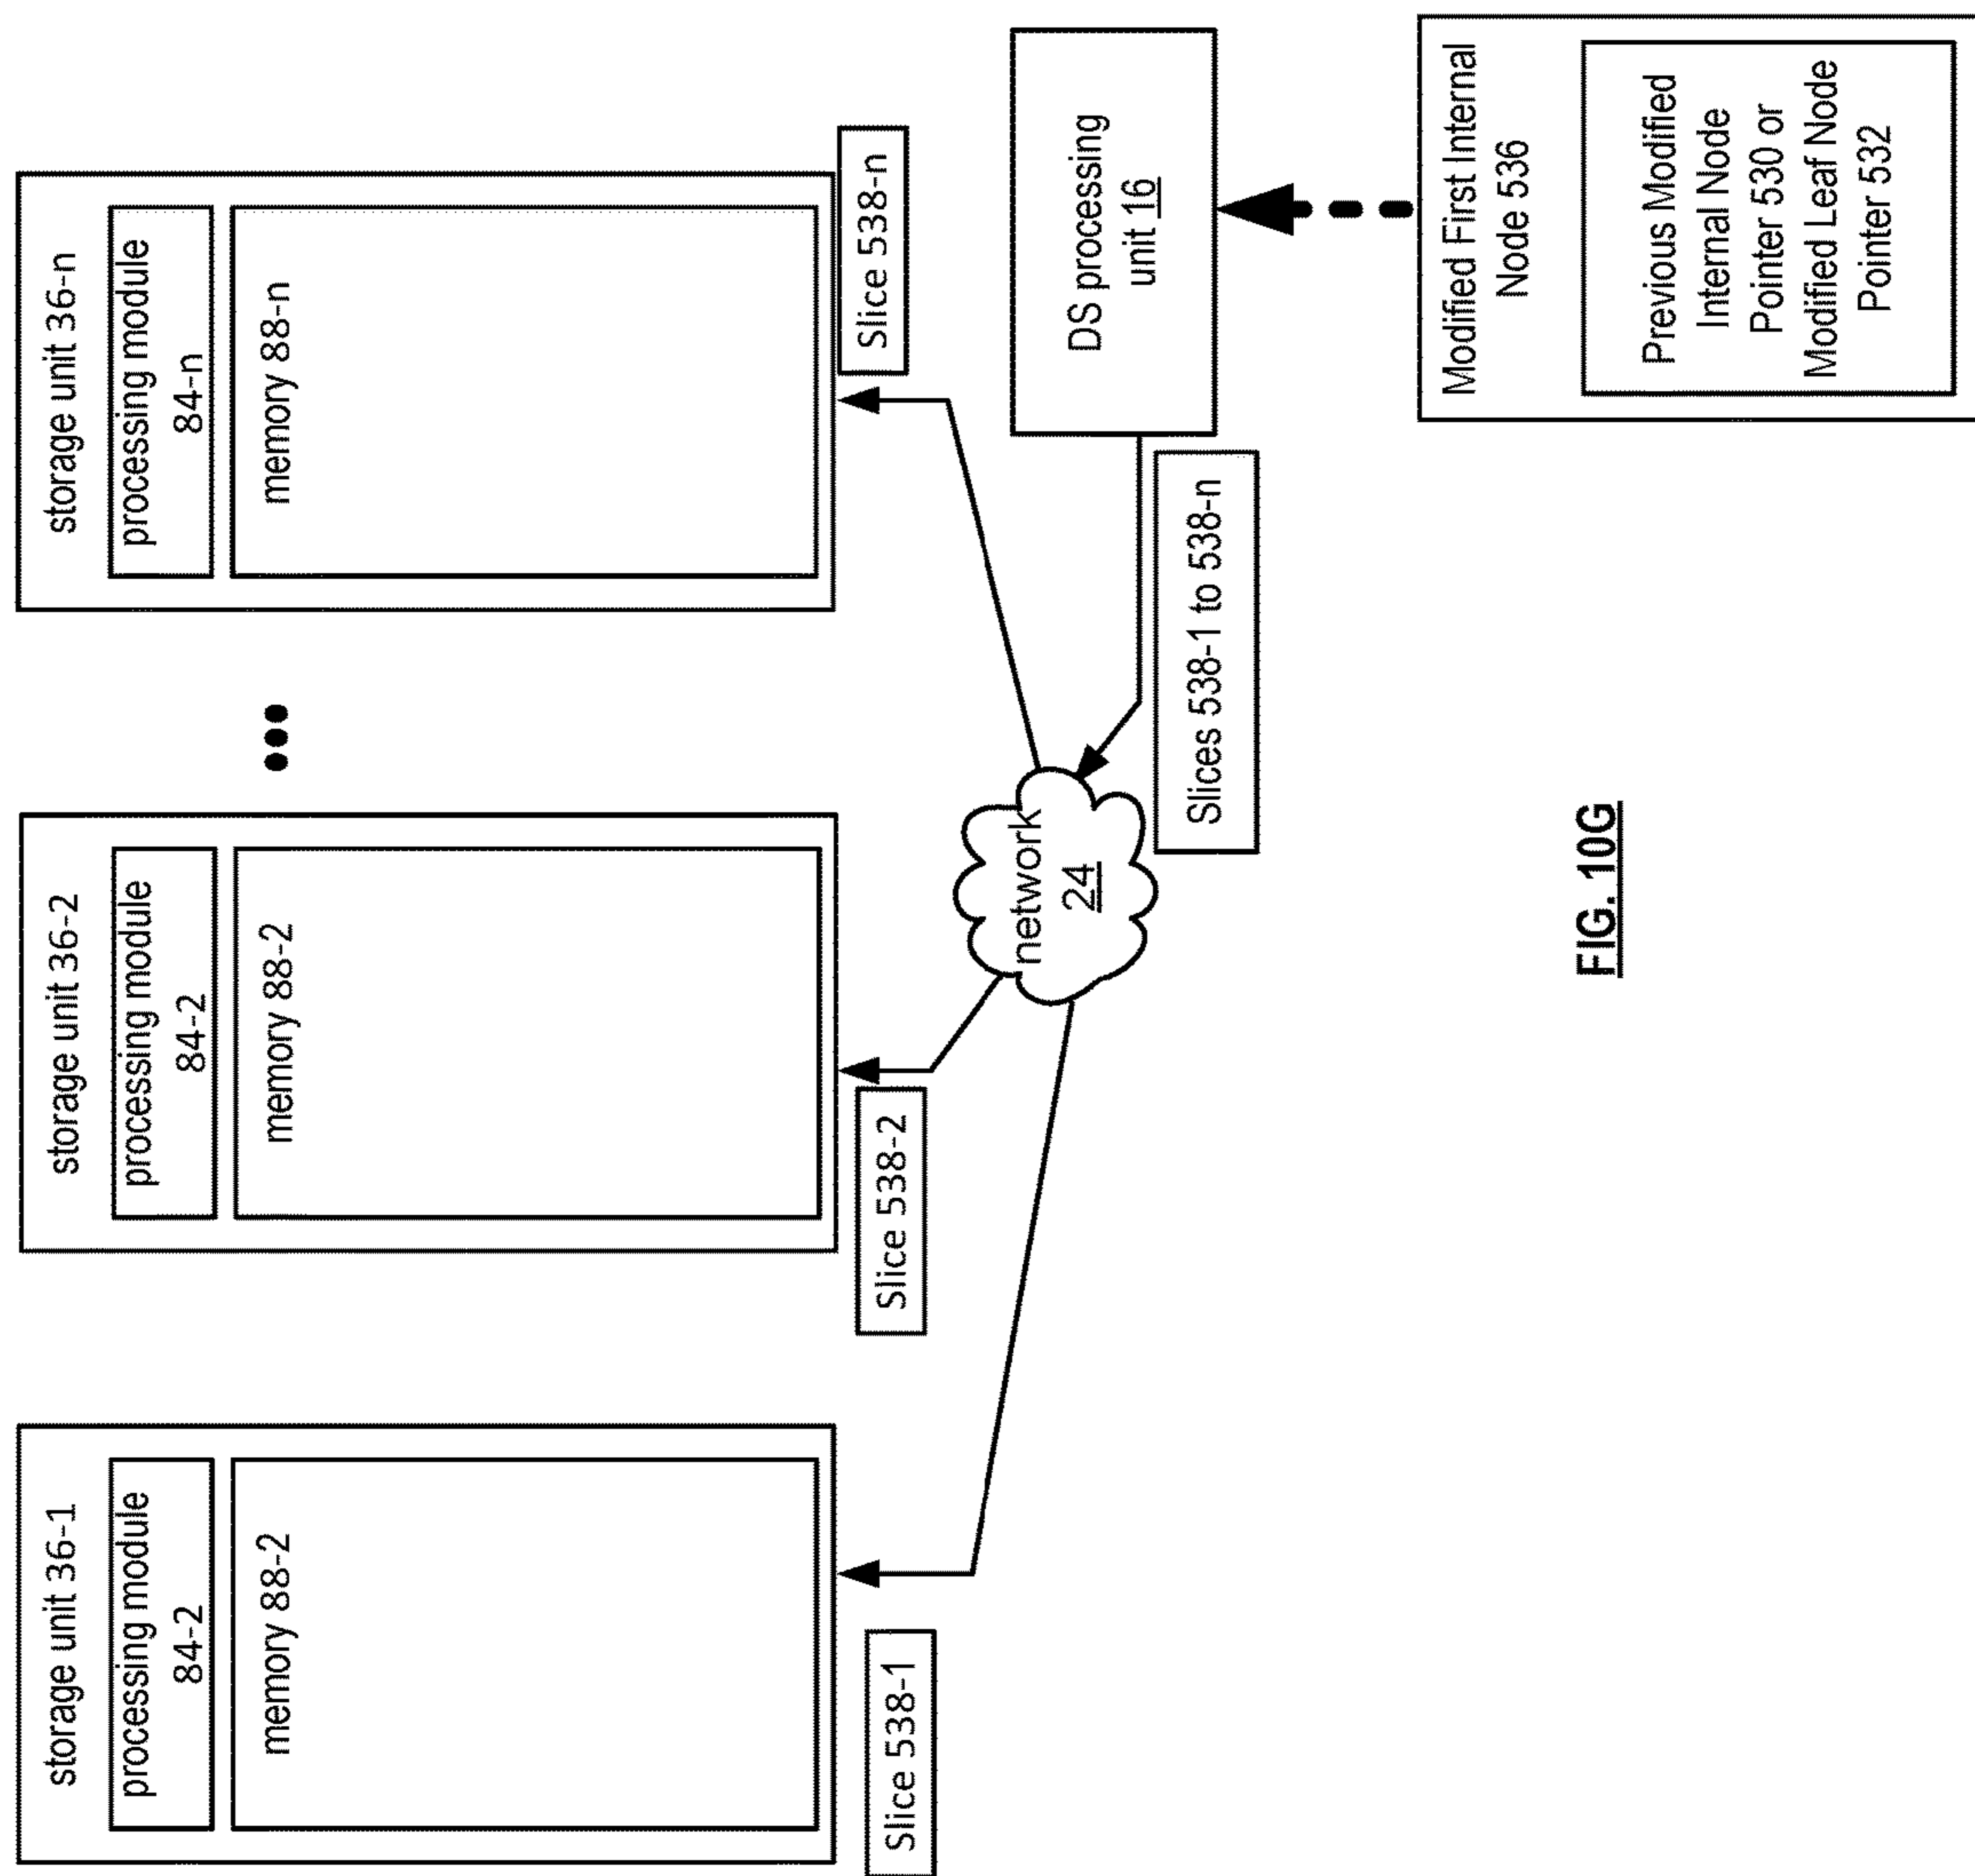 storage unit 36-1
processing module
84-2
memory 88-2
Slice 538-1
storage unit 36-2
processing module
84-2
memory 88-2
Slice 538-2
storage unit 36-n
processing module
84-n
memory 88-n
Slice 538-n
network
24
DS processing
unit 16
Slices 538-1 to 538-n
Modified First Internal
Node 536
Previous Modified
Internal Node
Pointer 530 or
Modified Leaf Node
Pointer 532
FIG. 10G